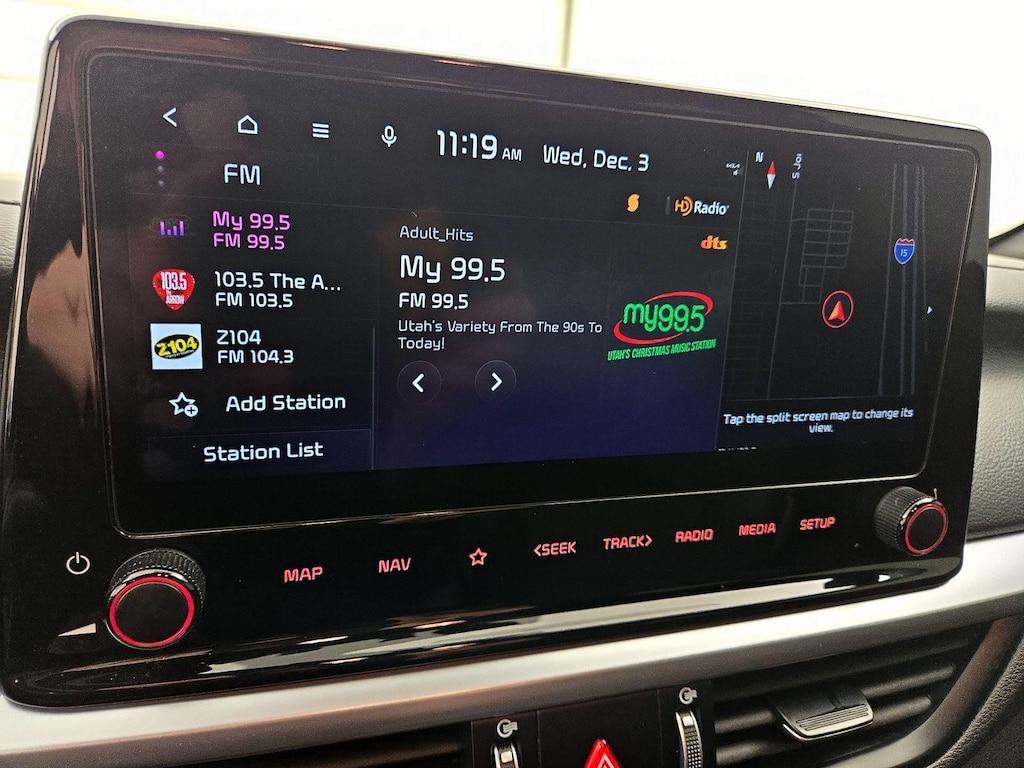 11:19 AM Wed, Dec, 3
N
FM
My 99.5
FM 99.5
103.5 The A...
FM 103.5
Z104
FM 104.3
Add Station
Station List
HD Radio
dts
Adult_Hits
My 99.5
FM 99.5
Utah's Variety From The 90s To
Today!
my99.5
UTAH'S CHRISTMAS MUSIC STATION
15
Tap the split screen map to change its
view.
MAP NAV <SEEK TRACK> RADIO MEDIA SETUP
103.5
Z104